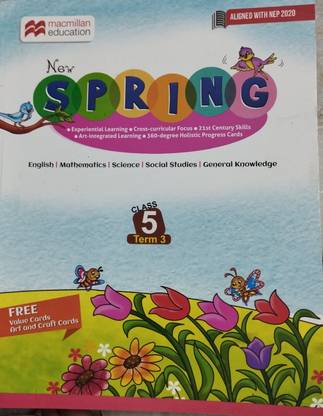 macmillan
education
ALIGNED WITH NEP 2020
New
SPRING
• Experiential Learning • Cross-curricular Focus • 21st Century Skills
• Art-integrated Learning • 360-degree Holistic Progress Cards
English | Mathematics | Science | Social Studies | General Knowledge
CLASS
5
Term 3
FREE
Value Cards
Art and Craft Cards